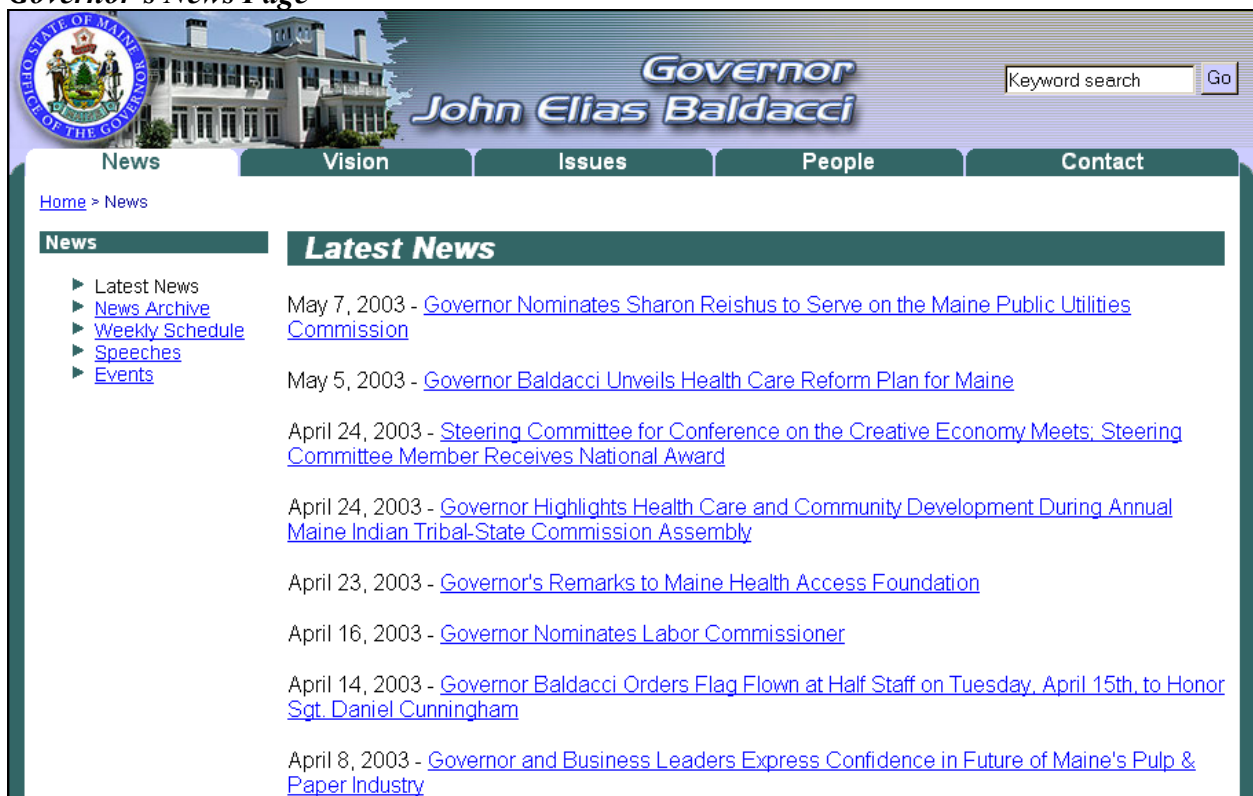 Governor's News Page
STATE OF MAINE
OFFICE OF THE GOVERNOR
Governor
John Elias Baldacci
Keyword search
Go
News
Vision
Issues
People
Contact
Home > News
News
Latest News
News Archive
Weekly Schedule
Speeches
Events
Latest News
May 7, 2003 - Governor Nominates Sharon Reishus to Serve on the Maine Public Utilities
Commission
May 5, 2003 - Governor Baldacci Unveils Health Care Reform Plan for Maine
April 24, 2003 - Steering Committee for Conference on the Creative Economy Meets; Steering
Committee Member Receives National Award
April 24, 2003 - Governor Highlights Health Care and Community Development During Annual
Maine Indian Tribal-State Commission Assembly
April 23, 2003 - Governor's Remarks to Maine Health Access Foundation
April 16, 2003 - Governor Nominates Labor Commissioner
April 14, 2003 - Governor Baldacci Orders Flag Flown at Half Staff on Tuesday, April 15th, to Honor
Sgt. Daniel Cunningham
April 8, 2003 - Governor and Business Leaders Express Confidence in Future of Maine's Pulp &
Paper Industry